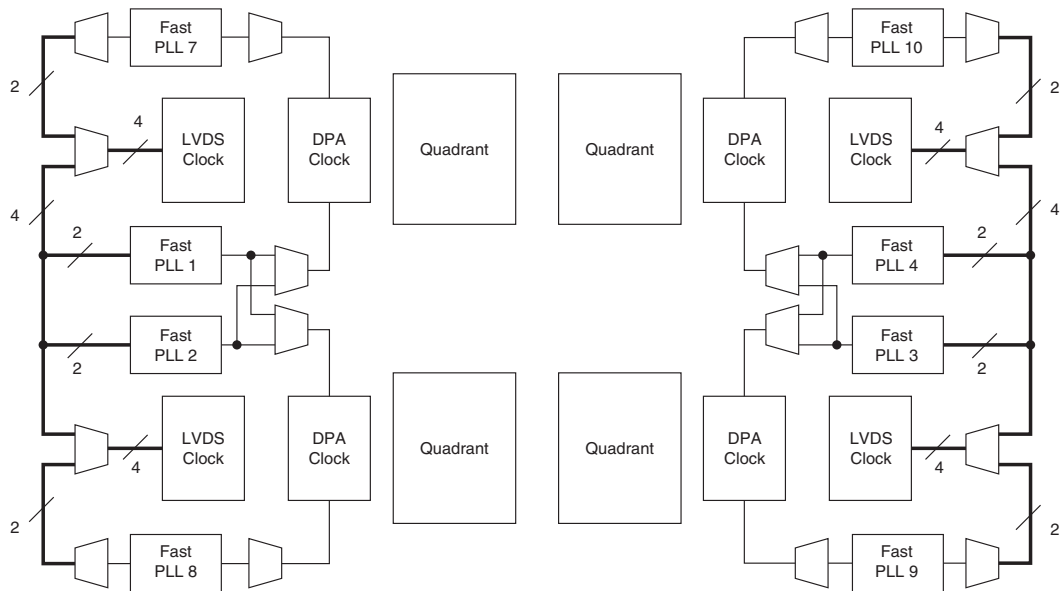 Fast
PLL 7
Fast
PLL 10
2
2
4
LVDS
Clock
DPA
Clock
Quadrant
Quadrant
DPA
Clock
LVDS
Clock
4
4
4
2
Fast
PLL 1
Fast
PLL 4
2
2
Fast
PLL 2
Fast
PLL 3
2
4
LVDS
Clock
DPA
Clock
Quadrant
Quadrant
DPA
Clock
LVDS
Clock
4
2
2
Fast
PLL 8
Fast
PLL 9